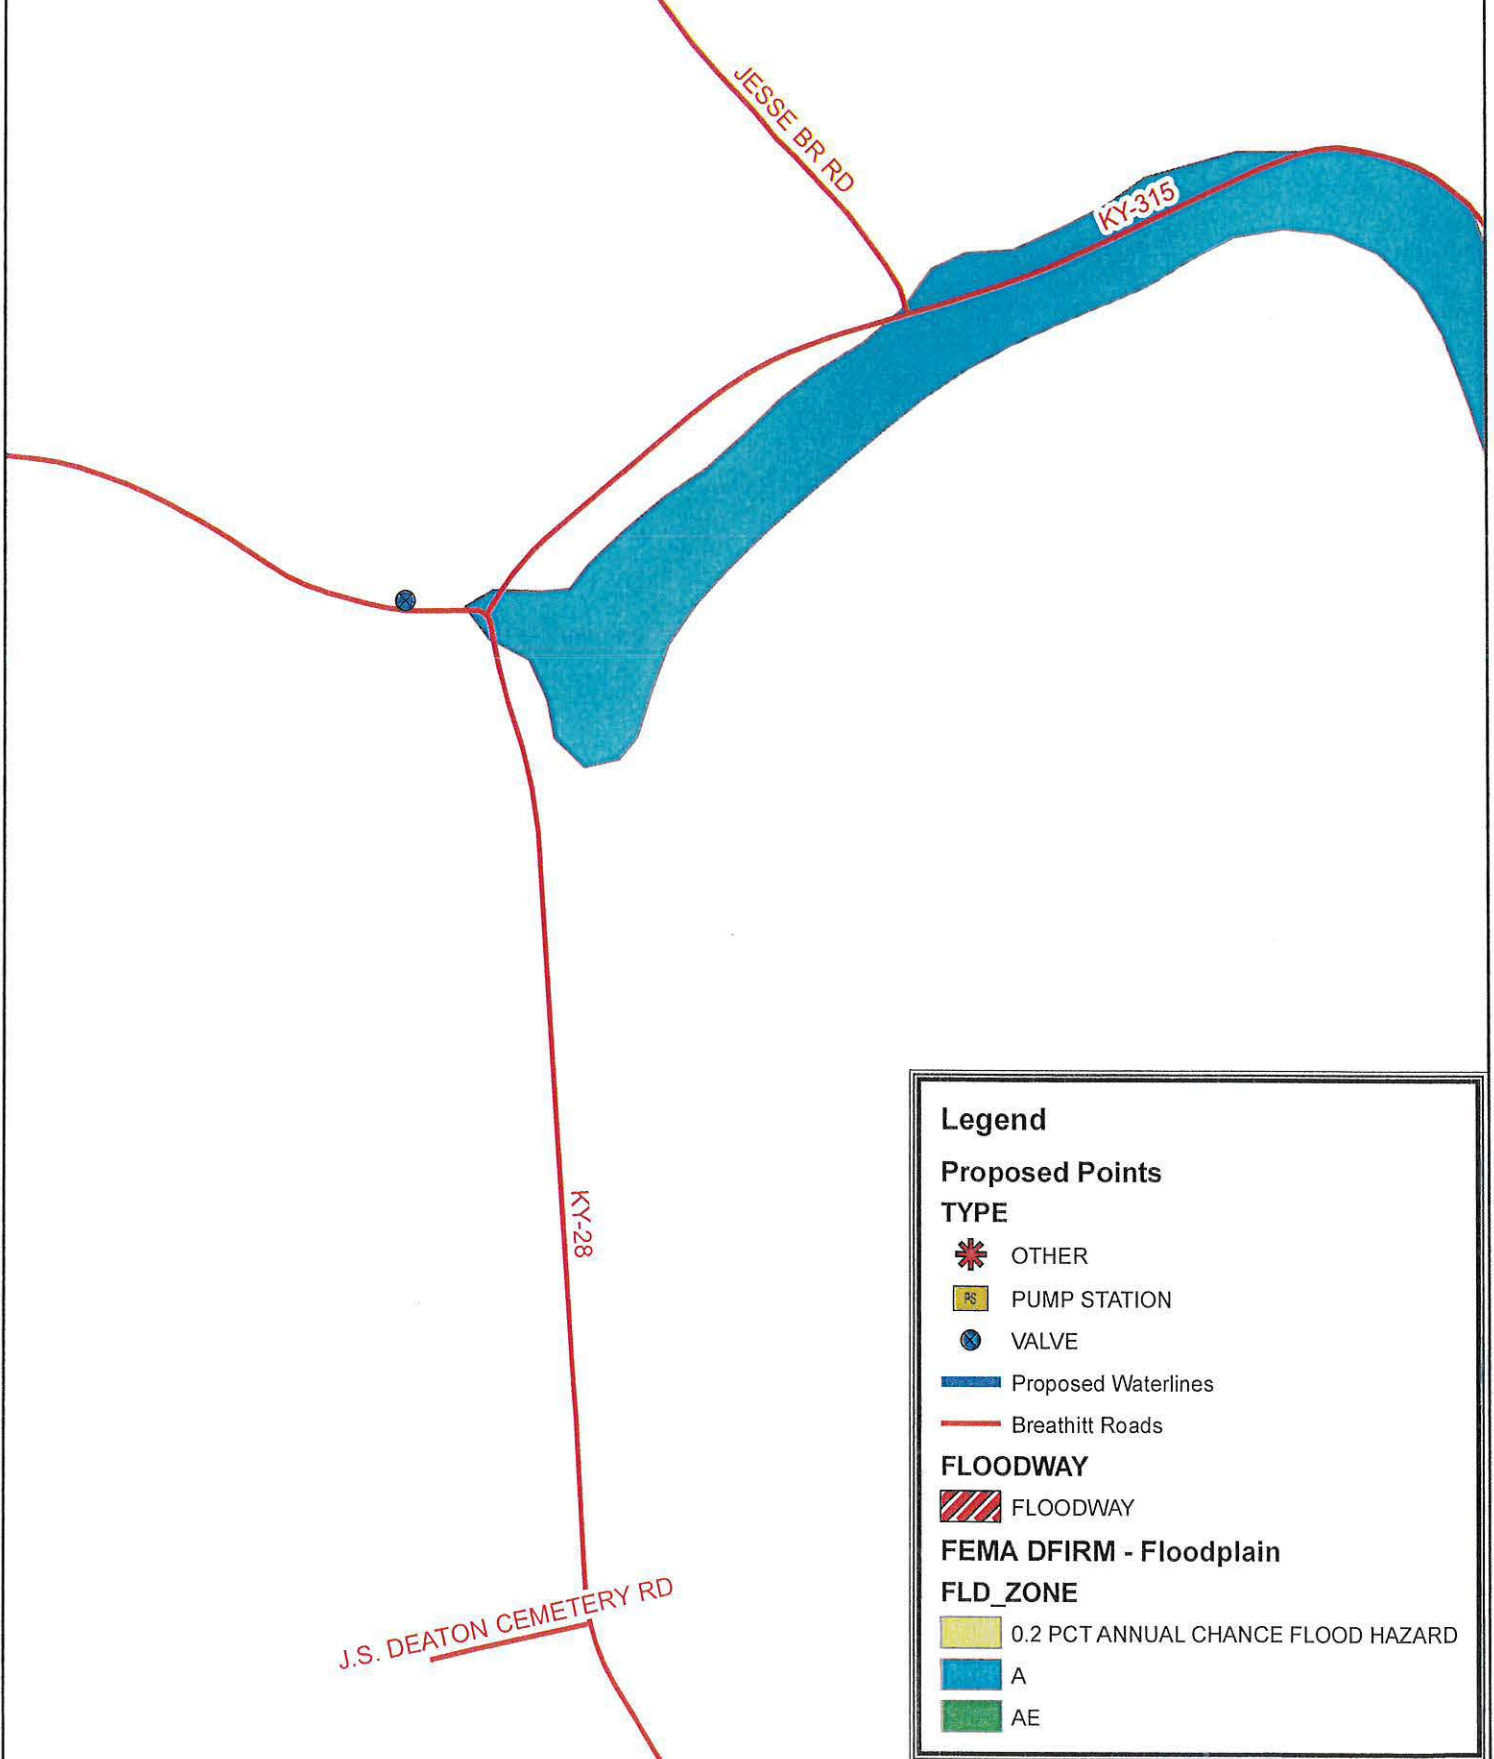 JESSE BR RD
KY-315
KY-28
J.S. DEATON CEMETERY RD
Legend
Proposed Points
TYPE
OTHER
PS PUMP STATION
VALVE
Proposed Waterlines
Breathitt Roads
FLOODWAY
FLOODWAY
FEMA DFIRM - Floodplain
FLD_ZONE
0.2 PCT ANNUAL CHANCE FLOOD HAZARD
A
AE